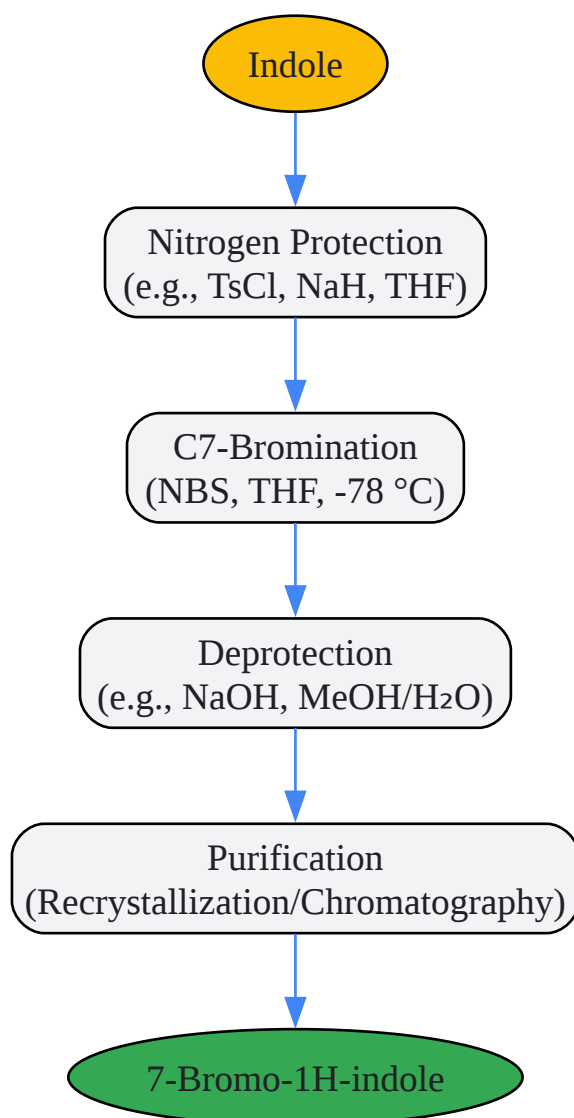 Indole
Nitrogen Protection
(e.g., TsCl, NaH, THF)
C7-Bromination
(NBS, THF, -78 °C)
Deprotection
(e.g., NaOH, MeOH/H₂O)
Purification
(Recrystallization/Chromatography)
7-Bromo-1H-indole